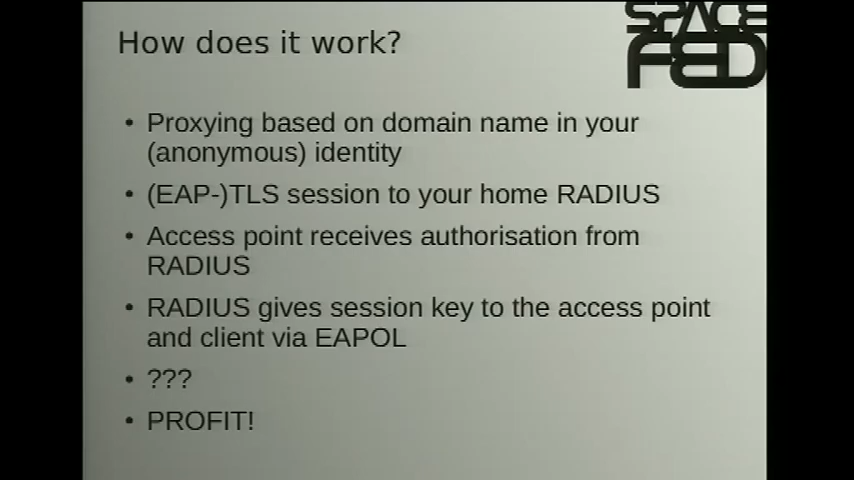 SPACE
FED
How does it work?
• Proxying based on domain name in your
(anonymous) identity
• (EAP-)TLS session to your home RADIUS
• Access point receives authorisation from
RADIUS
• RADIUS gives session key to the access point
and client via EAPOL
• ???
• PROFIT!